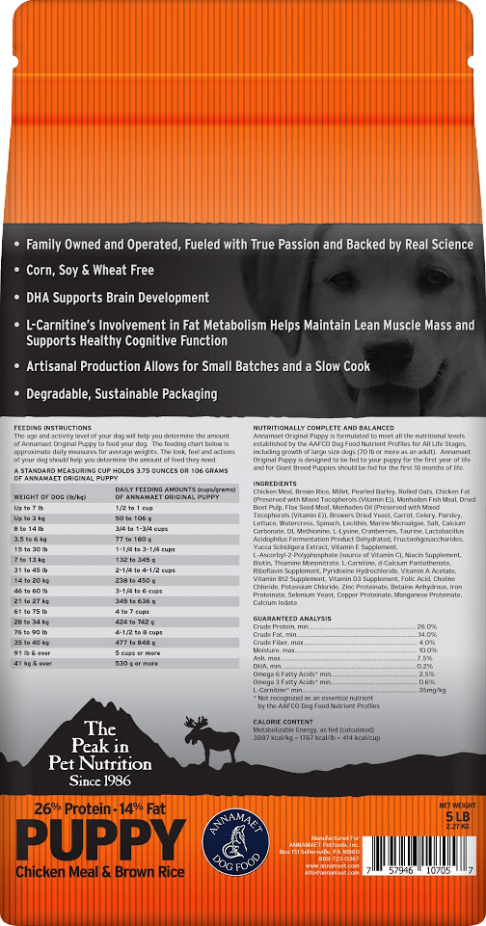 • Family Owned and Operated, Fueled with True Passion and Backed by Real Science
• Corn, Soy & Wheat Free
• DHA Supports Brain Development
• L-Carnitine's Involvement in Fat Metabolism Helps Maintain Lean Muscle Mass and
Supports Healthy Cognitive Function
• Artisanal Production Allows for Small Batches and a Slow Cook
• Degradable, Sustainable Packaging
FEEDING INSTRUCTIONS
The age and activity level of your dog will help you determine the amount
of Annamaet Original Puppy to feed your dog. The feeding chart below is
approximate daily measures for average weights. The look, feel and actions
of your dog should help you determine the amount of feed they need.
A STANDARD MEASURING CUP HOLDS 3.75 OUNCES OR 106 GRAMS
OF ANNAMAET ORIGINAL PUPPY
DAILY FEEDING AMOUNTS (cups/grams)
WEIGHT OF DOG (lb/kg) OF ANNAMAET ORIGINAL PUPPY
Up to 7 lb 1/2 to 1 cup
Up to 3 kg 50 to 106 g
8 to 14 lb 3/4 to 1-3/4 cups
3.5 to 6 kg 77 to 180 g
15 to 30 lb 1-1/4 to 3-1/4 cups
7 to 13 kg 132 to 345 g
31 to 45 lb 2-1/4 to 4-1/2 cups
14 to 20 kg 238 to 450 g
46 to 60 lb 3-1/4 to 6 cups
21 to 27 kg 345 to 636 g
61 to 75 lb 4 to 7 cups
28 to 34 kg 424 to 742 g
76 to 90 lb 4-1/2 to 8 cups
35 to 40 kg 477 to 848 g
91 lb & over 5 cups or more
41 kg & over 530 g or more
NUTRITIONALLY COMPLETE AND BALANCED
Annamaet Original Puppy is formulated to meet all the nutritional levels
established by the AAFCO Dog Food Nutrient Profiles for All Life Stages,
including growth of large size dogs (70 lb or more as an adult). Annamaet
Original Puppy is designed to be fed to your puppy for the first year of life
and for Giant Breed Puppies should be fed for the first 18 months of life.
INGREDIENTS
Chicken Meal, Brown Rice, Millet, Pearled Barley, Rolled Oats, Chicken Fat
(Preserved with Mixed Tocopherols (Vitamin E)), Menhaden Fish Meal, Dried
Beet Pulp, Flax Seed Meal, Menhaden Oil (Preserved with Mixed
Tocopherols (Vitamin E)), Brewers Dried Yeast, Carrot, Celery, Parsley,
Lettuce, Watercress, Spinach, Lecithin, Marine Microalgae, Salt, Calcium
Carbonate, DL Methionine, L-Lysine, Cranberries, Taurine, Lactobacillus
Acidophilus Fermentation Product Dehydrated, Fructooligosaccharides,
Yucca Schidigera Extract, Vitamin E Supplement,
L-Ascorbyl-2-Polyphosphate (source of Vitamin C), Niacin Supplement,
Biotin, Thiamine Mononitrate, L-Carnitine, d-Calcium Pantothenate,
Riboflavin Supplement, Pyridoxine Hydrochloride, Vitamin A Acetate,
Vitamin B12 Supplement, Vitamin D3 Supplement, Folic Acid, Choline
Chloride, Potassium Chloride, Zinc Proteinate, Betaine Anhydrous, Iron
Proteinate, Selenium Yeast, Copper Proteinate, Manganese Proteinate,
Calcium Iodate.
GUARANTEED ANALYSIS
Crude Protein, min 26.0%
Crude Fat, min 14.0%
Crude Fiber, max 4.0%
Moisture, max 10.0%
Ash, max 7.5%
DHA, min 0.2%
Omega 6 Fatty Acids* min 2.5%
Omega 3 Fatty Acids* min 0.6%
L-Carnitine* min 35mg/kg
* Not recognized as an essential nutrient
by the AAFCO Dog Food Nutrient Profiles
CALORIE CONTENT
Metabolizable Energy, as fed (calculated)
3887 kcal/kg - 1767 kcal/lb - 414 kcal/cup
The
Peak in
Pet Nutrition
Since 1986
26% Protein · 14% Fat
PUPPY
Chicken Meal & Brown Rice
ANNAMAET
DOG FOOD
NET WEIGHT
5 LB
2.27 KG
Manufactured For
ANNAMAET Petfoods, Inc.
Box 151 Sellersville, PA 18960
888-723-0367
www.annamaet.com
info@annamaet.com
7 57946 10705 7